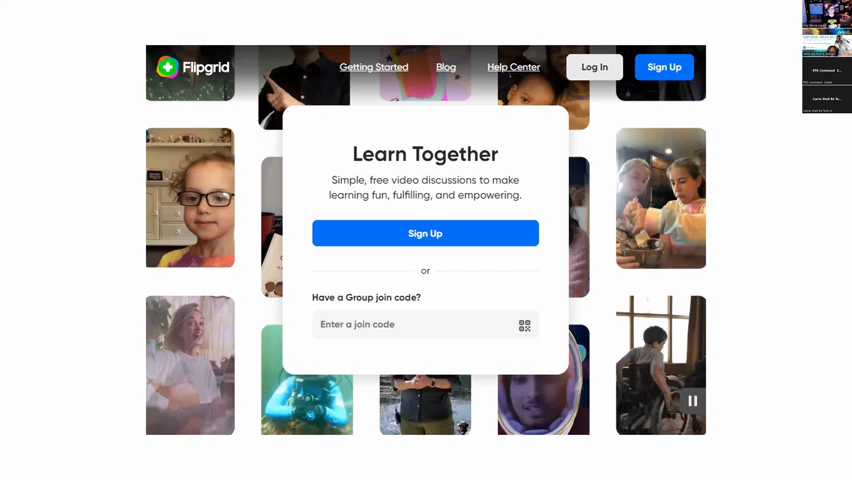 Flipgrid
Getting Started
Blog
Help Center
Log In
Sign Up
Learn Together
Simple, free video discussions to make
learning fun, fulfilling, and empowering.
Sign Up
or
Have a Group join code?
Enter a join code